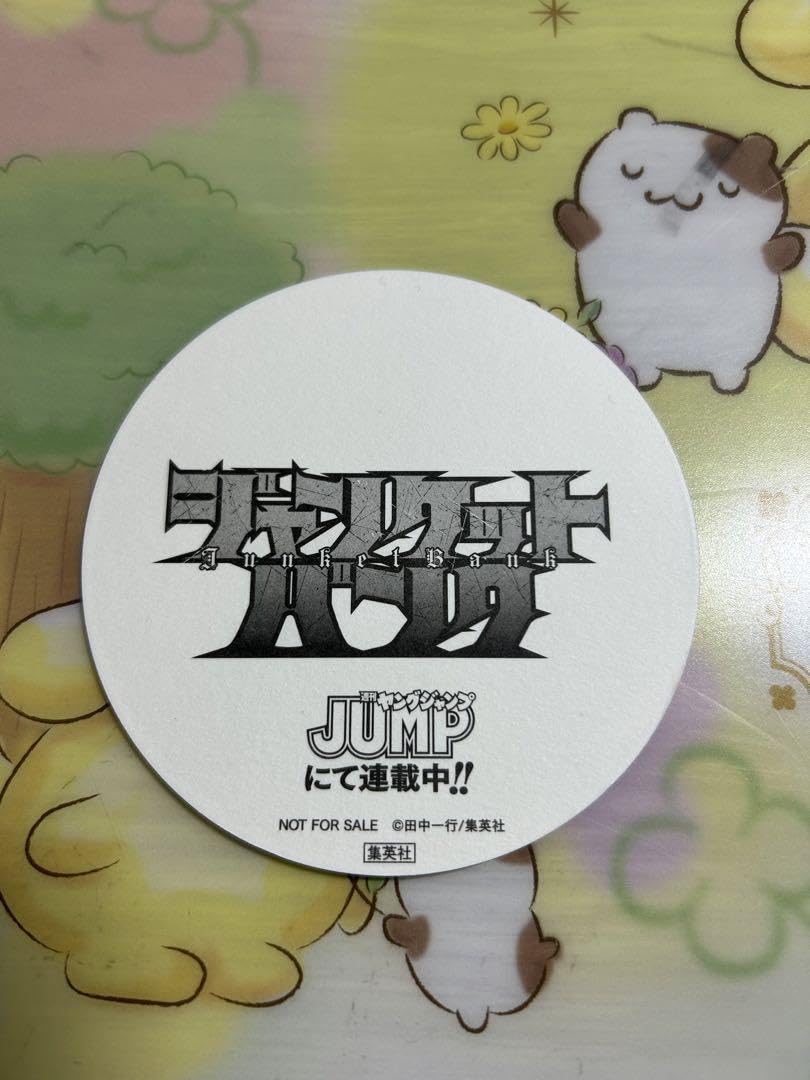 ジャンケット
Junket Bank
バンク
週刊ヤングジャンプ
JUMP
にて連載中!!
NOT FOR SALE ©田中一行/集英社
集英社